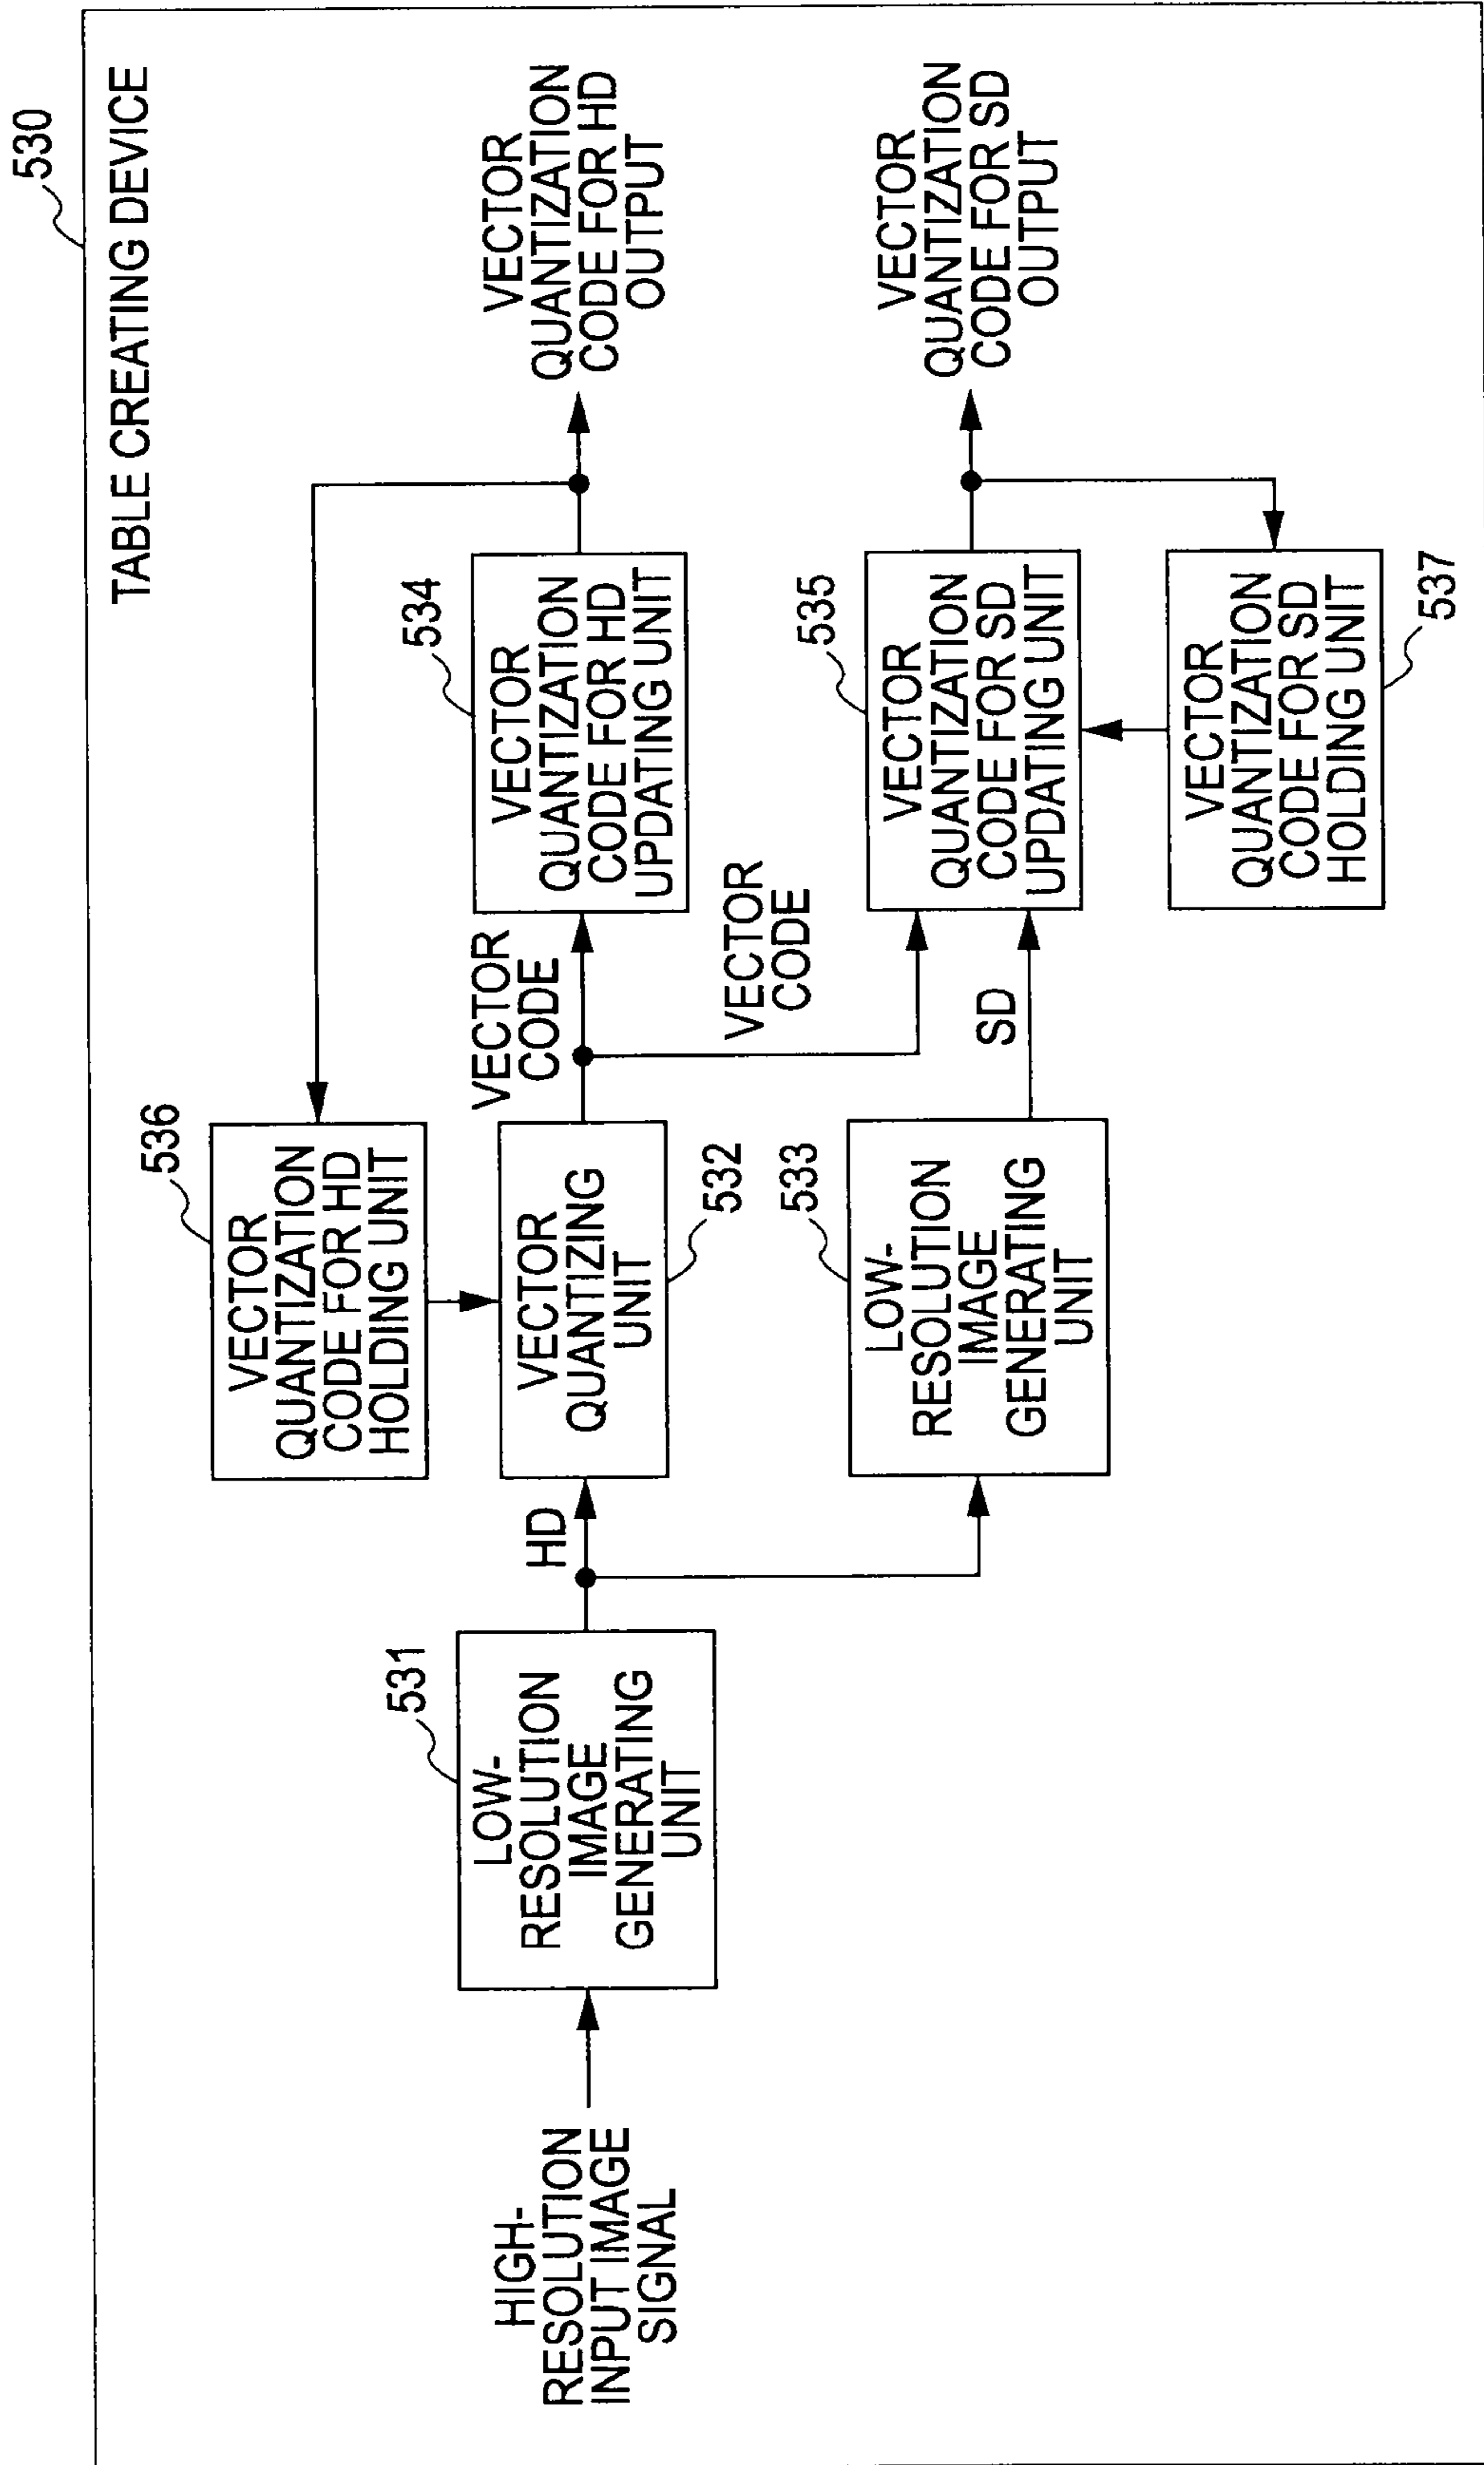 530
TABLE CREATING DEVICE
HIGH-
RESOLUTION
INPUT IMAGE
SIGNAL
531
LOW-
RESOLUTION
IMAGE
GENERATING
UNIT
HD
536
VECTOR
QUANTIZATION
CODE FOR HD
HOLDING UNIT
VECTOR
QUANTIZING
UNIT
532
533
LOW-
RESOLUTION
IMAGE
GENERATING
UNIT
VECTOR
CODE
VECTOR
CODE
SD
534
VECTOR
QUANTIZATION
CODE FOR HD
UPDATING UNIT
535
VECTOR
QUANTIZATION
CODE FOR SD
UPDATING UNIT
VECTOR
QUANTIZATION
CODE FOR SD
HOLDING UNIT
537
VECTOR
QUANTIZATION
CODE FOR HD
OUTPUT
VECTOR
QUANTIZATION
CODE FOR SD
OUTPUT